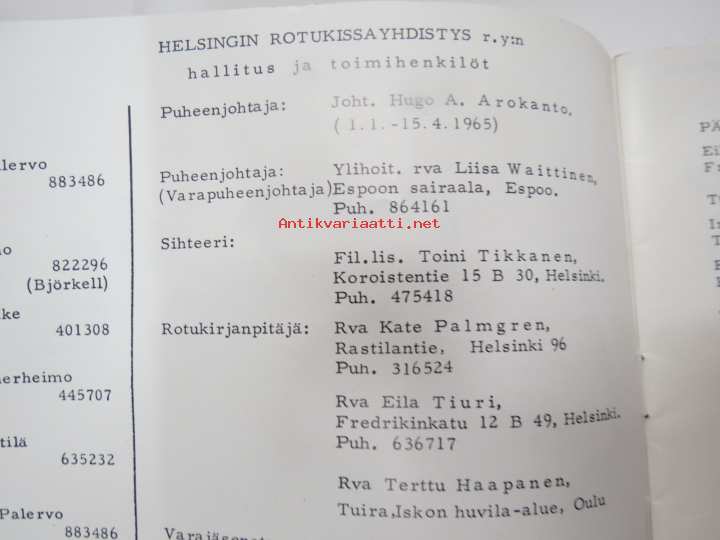 HELSINGIN ROTUKISSAYHDISTYS r.y:n
hallitus ja toimihenkilöt
Puheenjohtaja: Joht. Hugo A. Arokanto,
(1.1.-15.4.1965)
Puheenjohtaja: Ylihoit. rva Liisa Waittinen,
(Varapuheenjohtaja) Espoon sairaala, Espoo.
Puh. 864161
Antikvariaatti.net
Sihteeri:
Fil.lis. Toini Tikkanen,
Koroistentie 15 B 30, Helsinki.
Puh. 475418
Rotukirjanpitäjä: Rva Kate Palmgren,
Rastilantie, Helsinki 96
Puh. 316524
Rva Eila Tiuri,
Fredrikinkatu 12 B 49, Helsinki.
Puh. 636717
Rva Terttu Haapanen,
Tuira, Iskon huvila-alue, Oulu
883486
822296
(Björkell)
401308
445707
635232
Palervo
883486